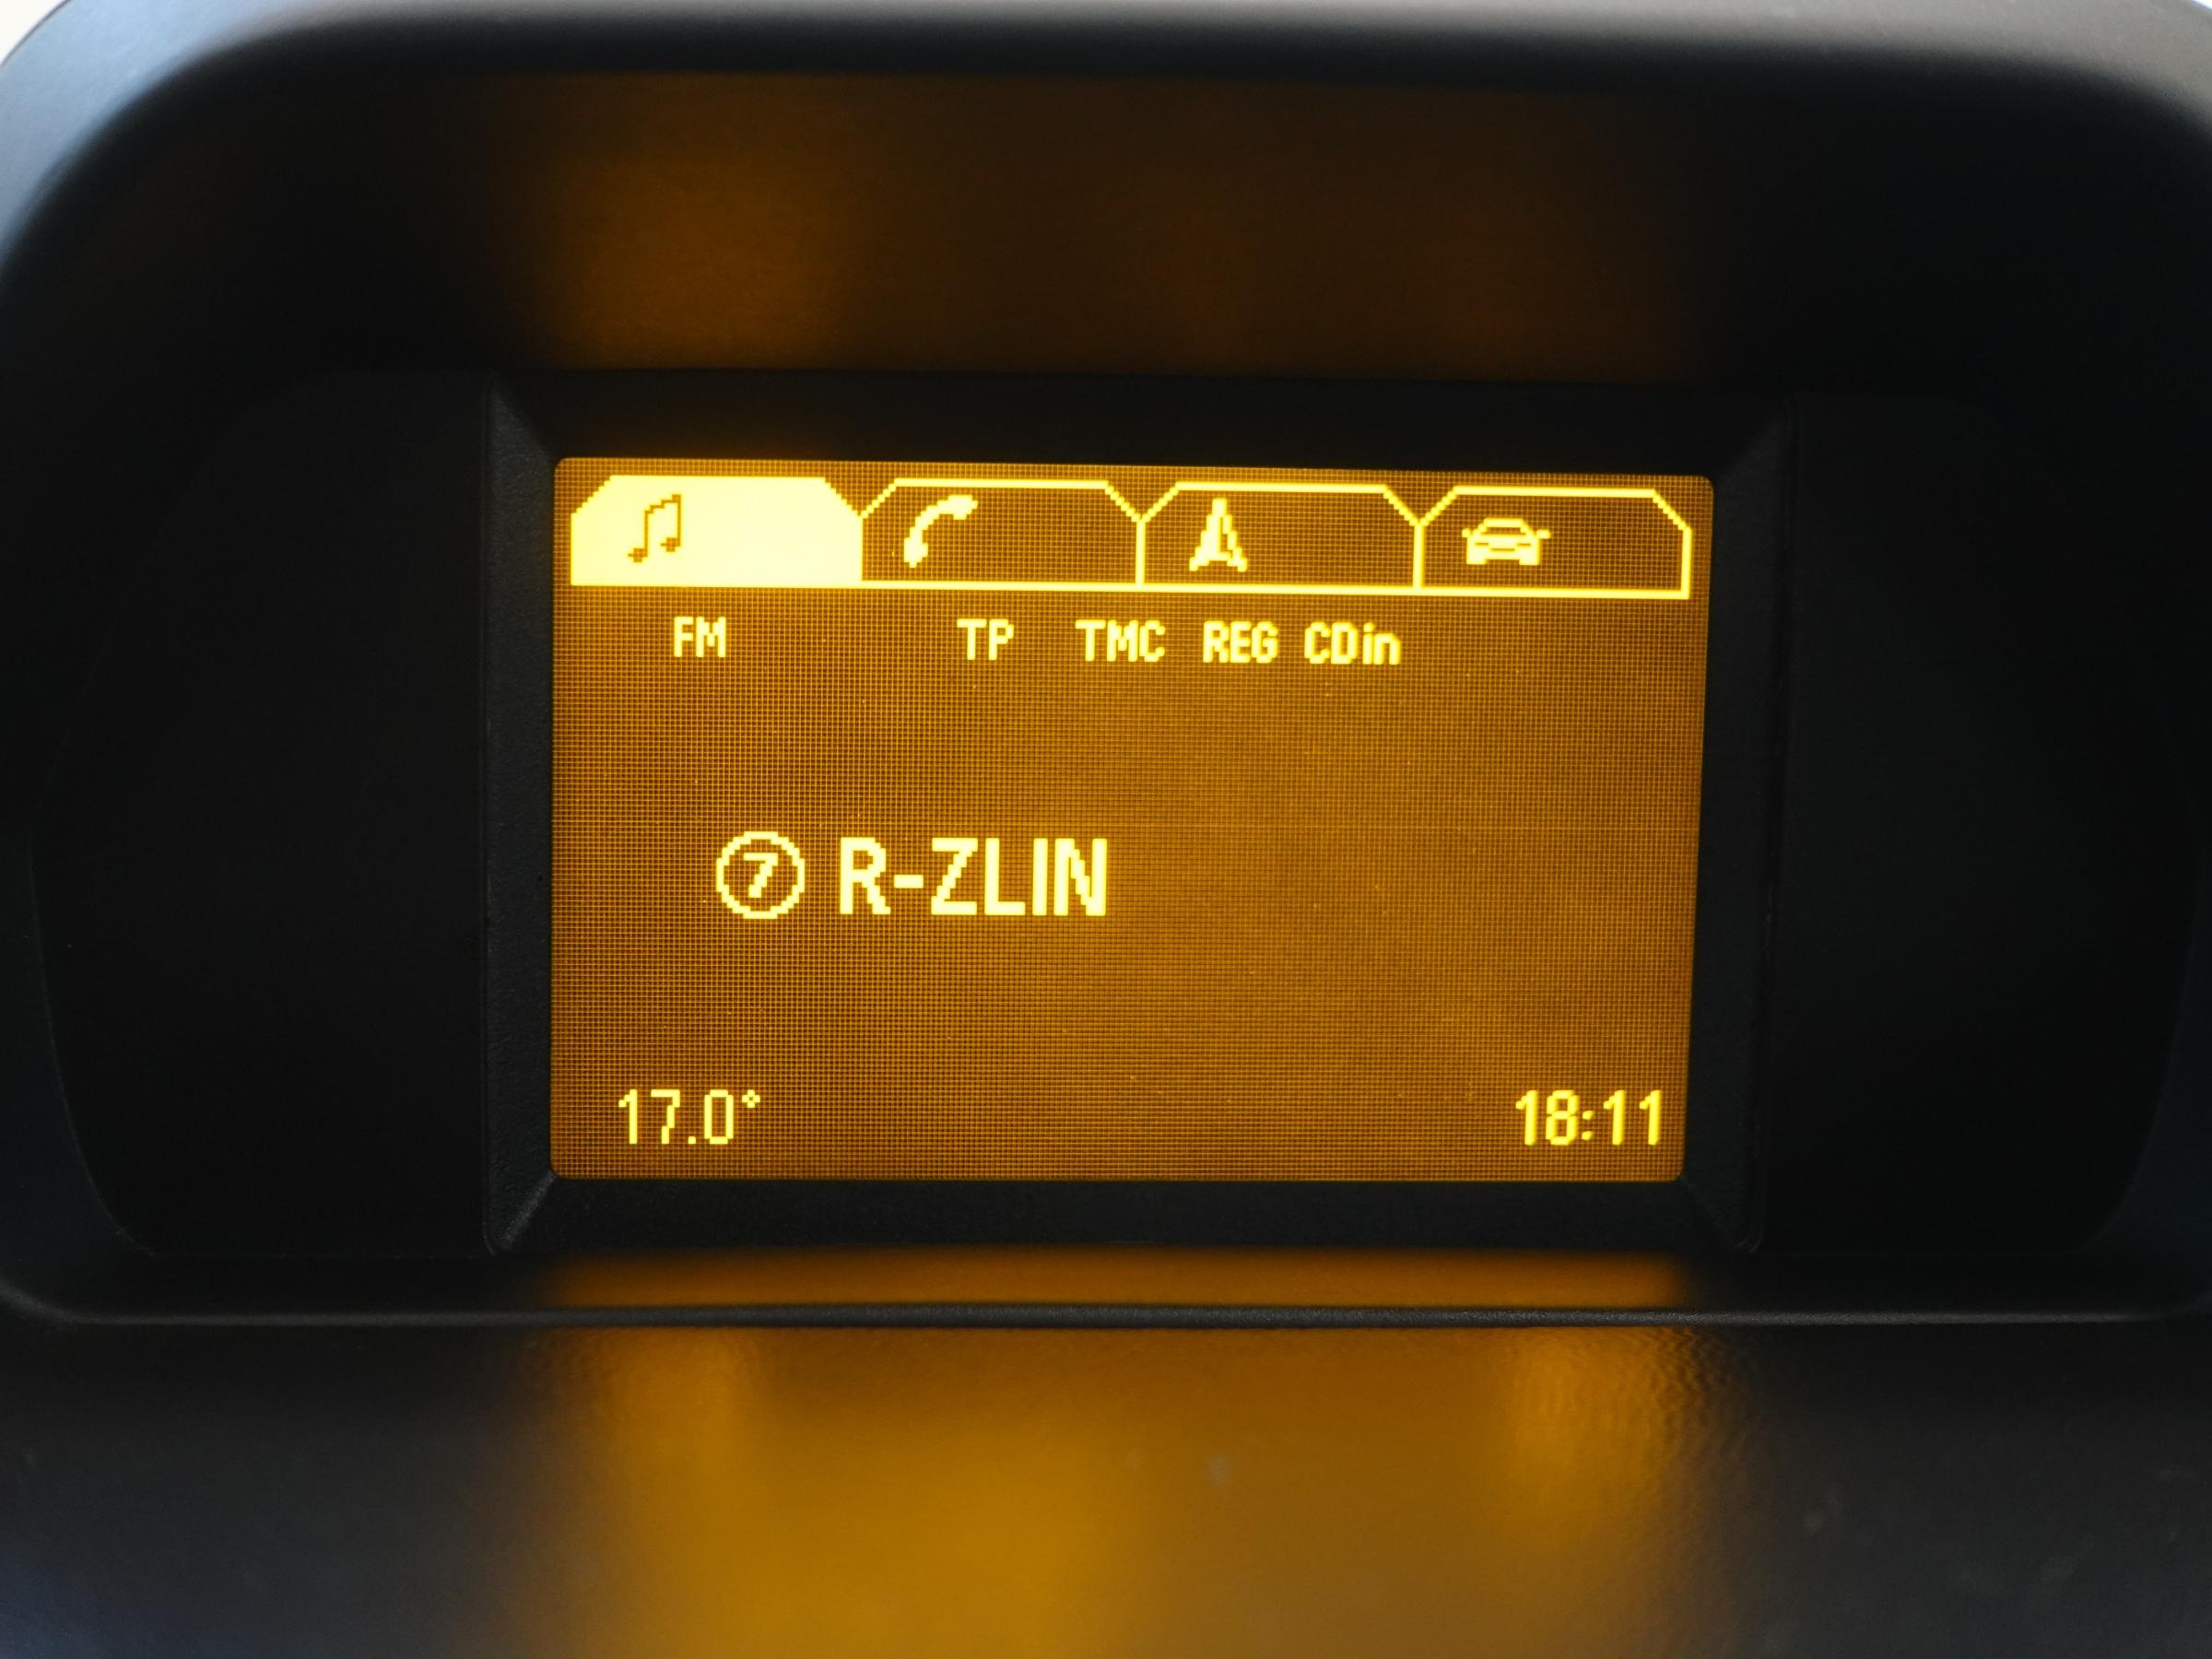 FM TP TMC REG CDin
7 R-ZLIN
17.0° 18:11